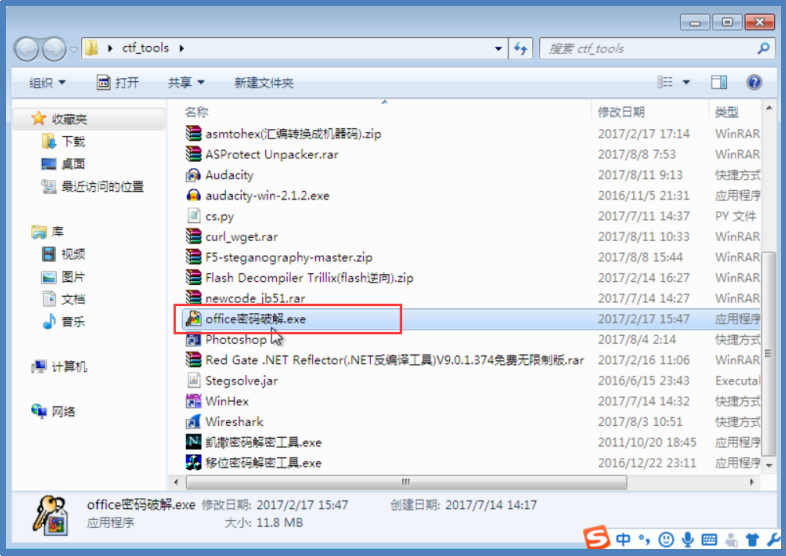 ctf_tools
搜索 ctf_tools
组织 打开 共享 新建文件夹
收藏夹
下载
桌面
最近访问的位置
库
视频
图片
文档
音乐
计算机
网络
名称 修改日期 类型
asmtohex(汇编转换成机器码).zip 2017/2/17 17:14 WinRAR
ASProtect Unpacker.rar 2017/8/8 7:53 WinRAR
Audacity 2017/8/11 9:13 快捷方式
audacity-win-2.1.2.exe 2016/11/5 21:31 应用程序
cs.py 2017/7/11 14:37 PY 文件
curl_wget.rar 2017/8/11 10:33 WinRAR
F5-steganography-master.zip 2017/8/8 15:44 WinRAR
Flash Decompiler Trillix(flash逆向).zip 2017/2/14 16:27 WinRAR
newcode_jb51.rar 2017/7/14 14:27 WinRAR
office密码破解.exe 2017/2/17 15:47 应用程序
Photoshop 2017/8/4 2:14 快捷方式
Red Gate .NET Reflector(.NET反编译工具)V9.0.1.374免费无限制版.rar 2017/2/16 11:06 WinRAR
Stegsolve.jar 2016/6/15 23:43 Executal
WinHex 2017/7/14 14:32 快捷方式
Wireshark 2017/8/3 10:51 快捷方式
凯撒密码解密工具.exe 2011/10/20 18:45 应用程序
移位密码解密工具.exe 2016/12/22 23:11 应用程序
office密码破解.exe 修改日期: 2017/2/17 15:47 创建日期: 2017/7/14 14:17
应用程序 大小: 11.8 MB
中